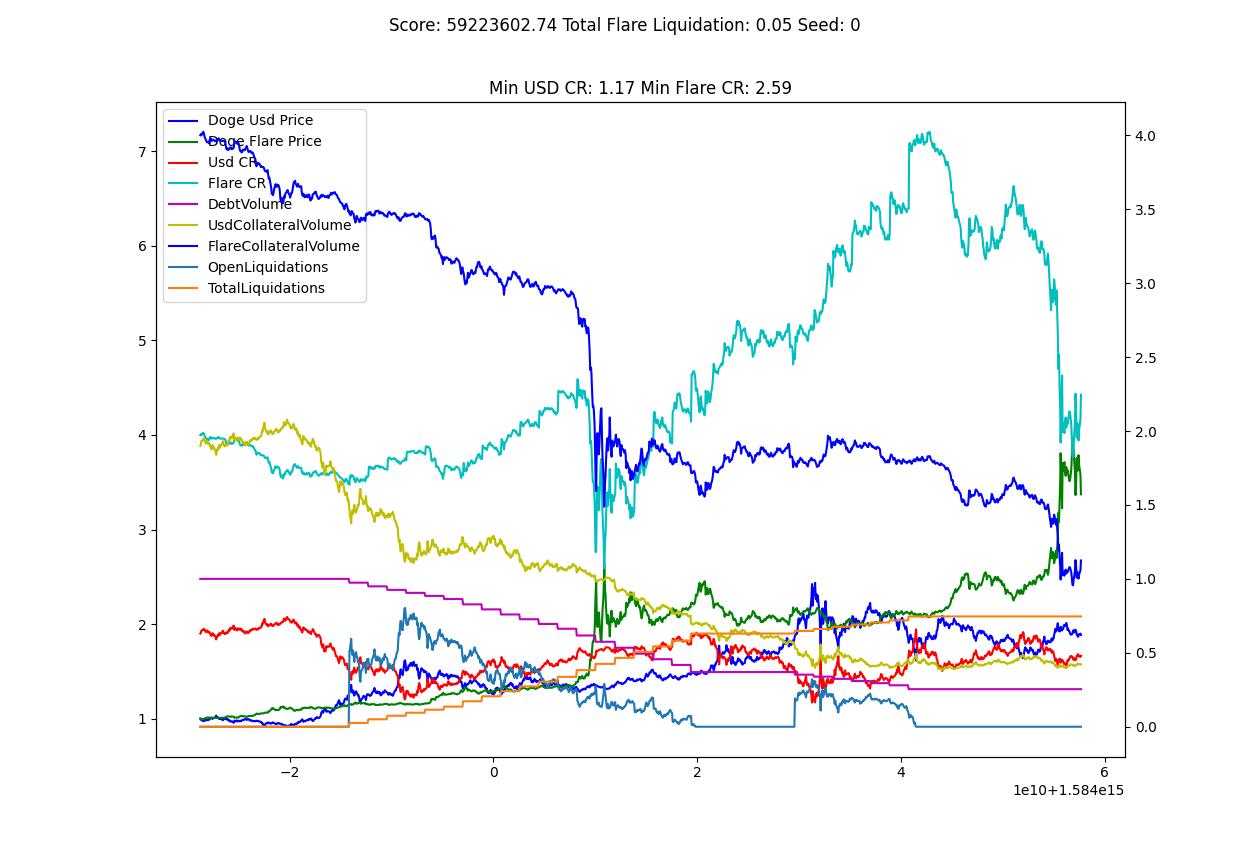 Score: 59223602.74 Total Flare Liquidation: 0.05 Seed: 0
Min USD CR: 1.17 Min Flare CR: 2.59
Doge Usd Price
Doge Flare Price
Usd CR
Flare CR
DebtVolume
UsdCollateralVolume
FlareCollateralVolume
OpenLiquidations
TotalLiquidations
7
6
5
4
3
2
1
4.0
3.5
3.0
2.5
2.0
1.5
1.0
0.5
0.0
−2 0 2 4 6
1e10+1.584e15